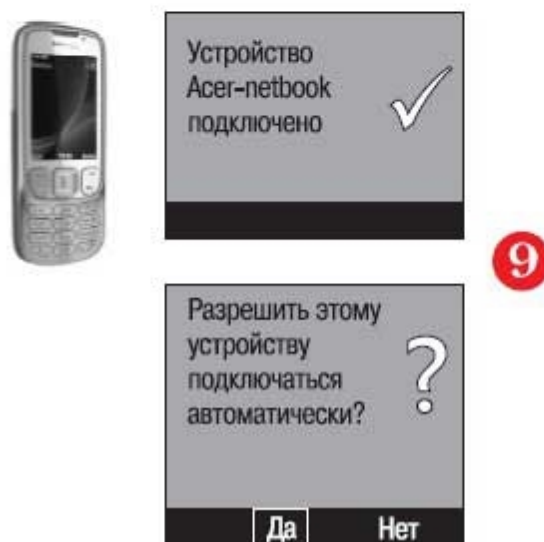 Устройство
Acer-netbook
подключено
9
Разрешить этому
устройству
подключаться
автоматически?
Да Нет